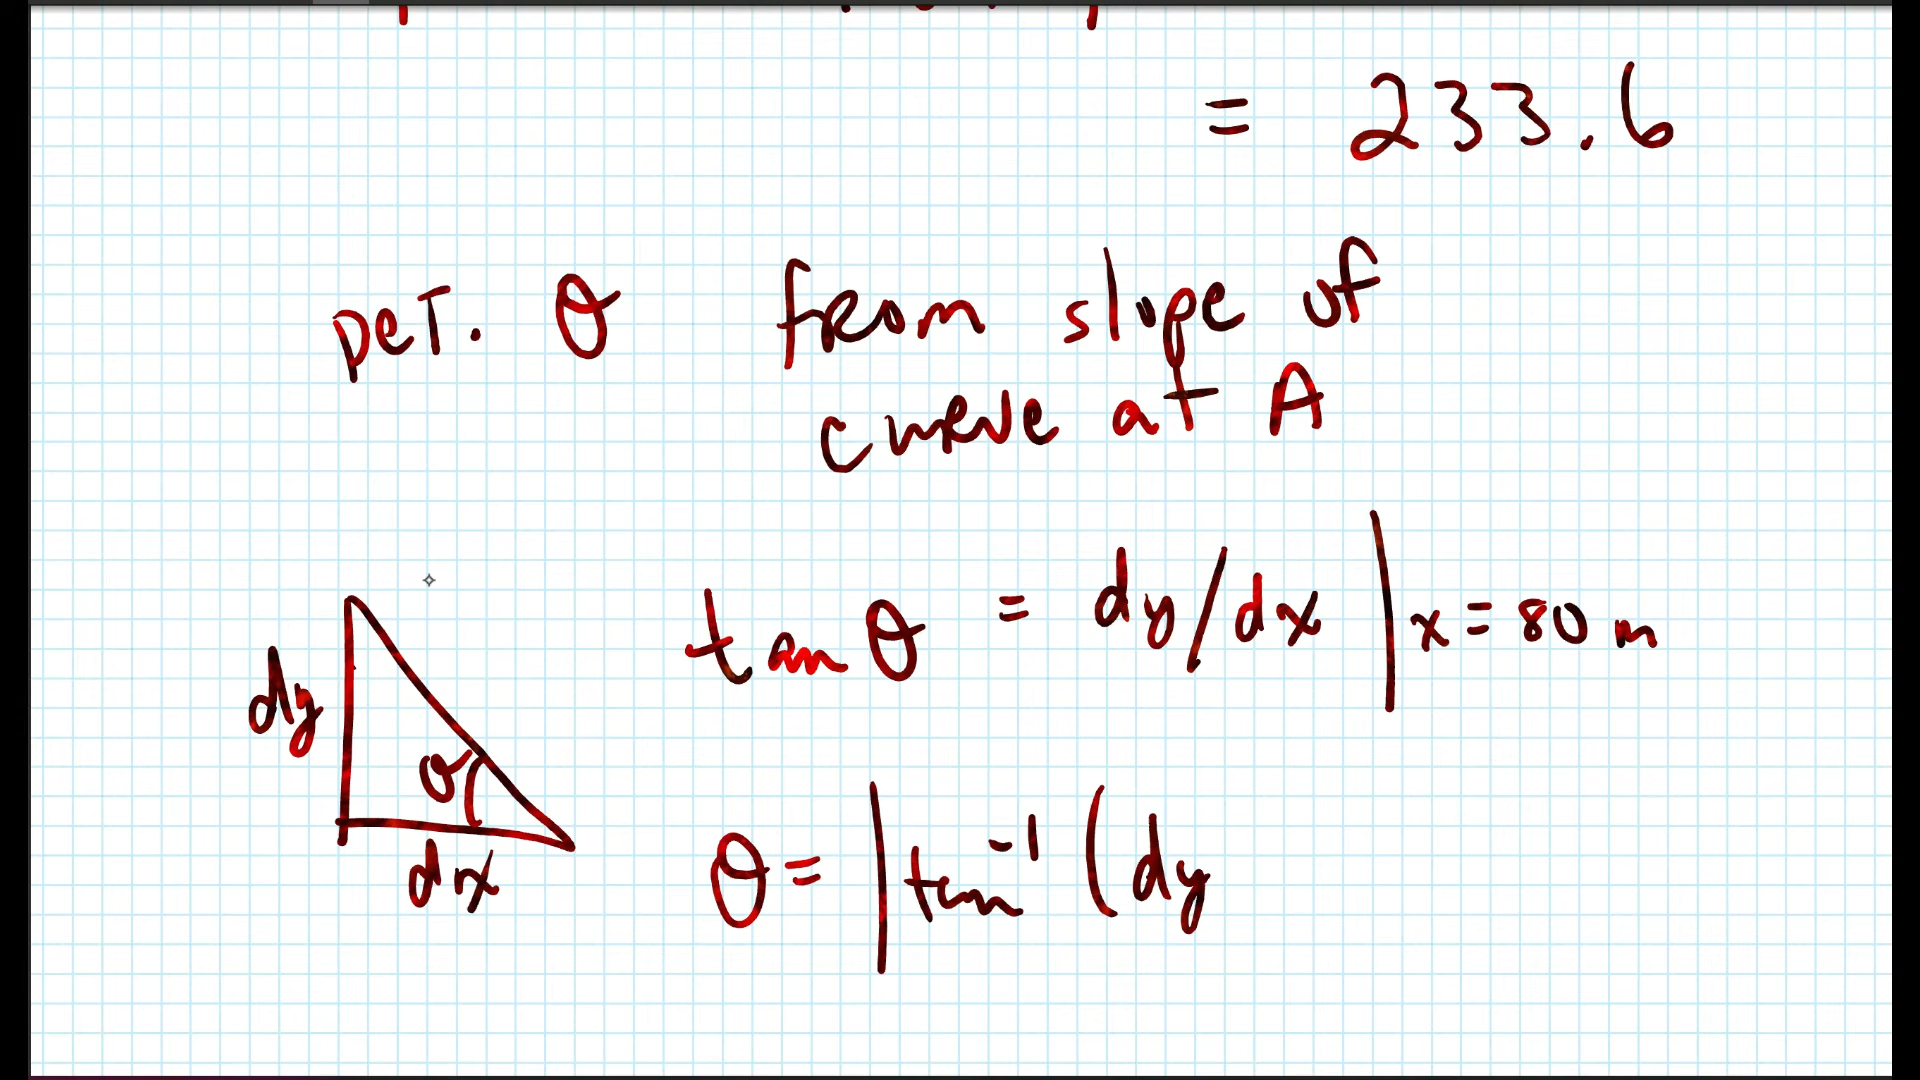 = 233.6
DET. θ from slope of
curve at A
tan θ = dy/dx | x = 80 m
dy
θ
dx
θ = | tan⁻¹ ( dy